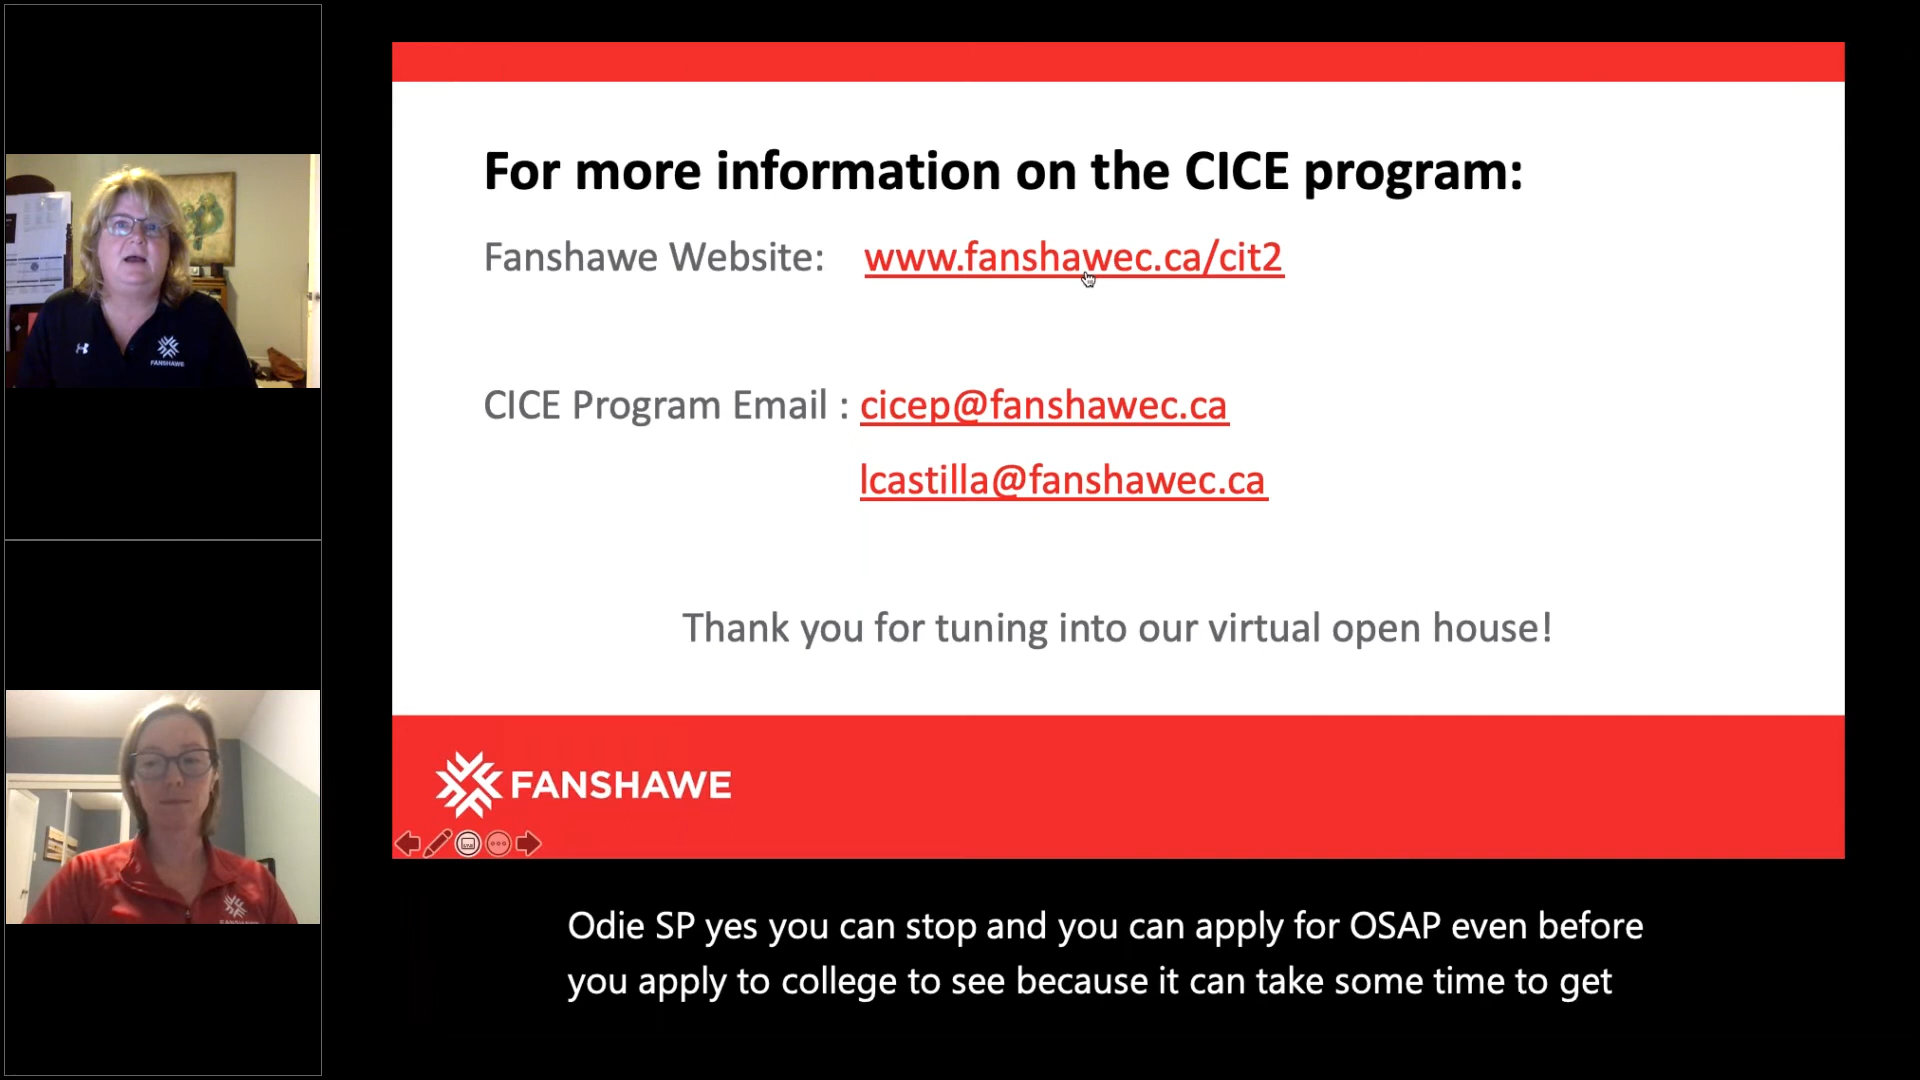 For more information on the CICE program:
Fanshawe Website: www.fanshawec.ca/cit2
CICE Program Email : cicep@fanshawec.ca
lcastilla@fanshawec.ca
Thank you for tuning into our virtual open house!
FANSHAWE
FANSHAWE
Odie SP yes you can stop and you can apply for OSAP even before
you apply to college to see because it can take some time to get